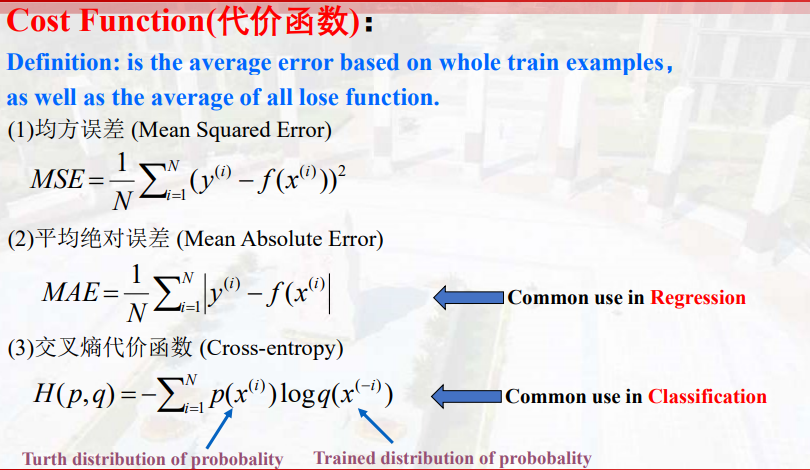 Cost Function(代价函数)：
Definition: is the average error based on whole train examples，
as well as the average of all lose function.
(1)均方误差 (Mean Squared Error)
MSE = \frac{1}{N} \sum_{i=1}^{N} (y^{(i)} - f(x^{(i)}))^2
(2)平均绝对误差 (Mean Absolute Error)
MAE = \frac{1}{N} \sum_{i=1}^{N} |y^{(i)} - f(x^{(i)}|
Common use in Regression
(3)交叉熵代价函数 (Cross-entropy)
H(p,q) = -\sum_{i=1}^{N} p(x^{(i)}) \log q(x^{(-i)})
Common use in Classification
Turth distribution of probobality
Trained distribution of probobality